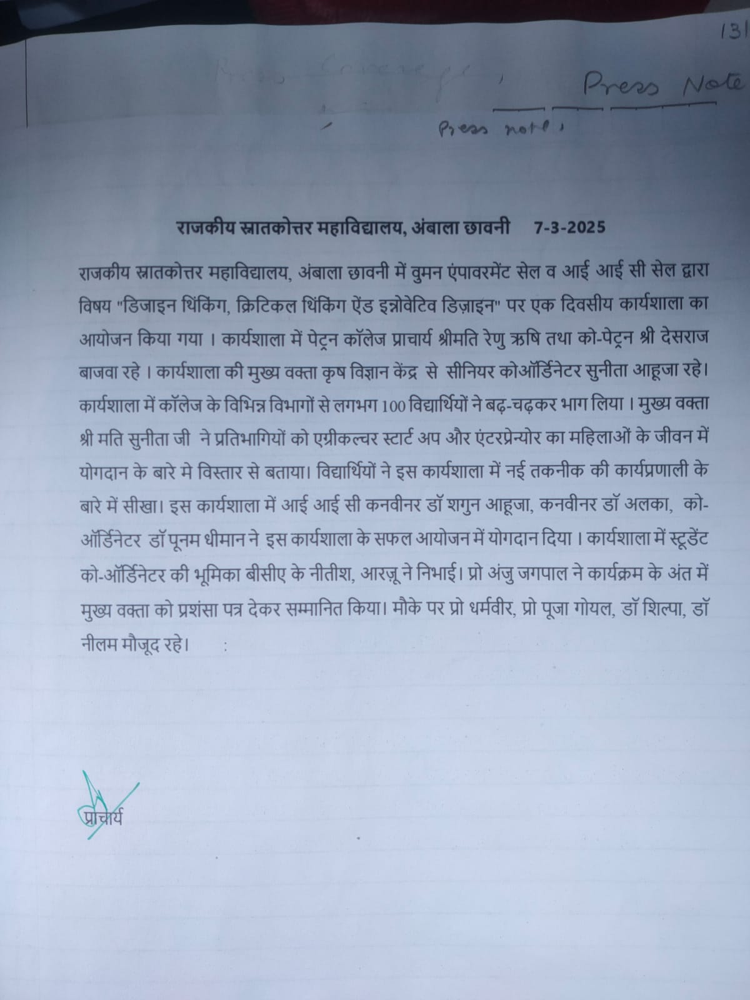 131
Press Note
Press note,
राजकीय स्नातकोत्तर महाविद्यालय, अंबाला छावनी 7-3-2025
राजकीय स्नातकोत्तर महाविद्यालय, अंबाला छावनी में वुमन एंपावरमेंट सेल व आई आई सी सेल द्वारा
विषय "डिजाइन थिंकिंग, क्रिटिकल थिंकिंग ऐंड इन्नोवेटिव डिज़ाइन" पर एक दिवसीय कार्यशाला का
आयोजन किया गया । कार्यशाला में पेट्रन कॉलेज प्राचार्य श्रीमति रेणु ऋषि तथा को-पेट्रन श्री देसराज
बाजवा रहे । कार्यशाला की मुख्य वक्ता कृष विज्ञान केंद्र से सीनियर कोऑर्डिनेटर सुनीता आहूजा रहे।
कार्यशाला में कॉलेज के विभिन्न विभागों से लगभग 100 विद्यार्थियों ने बढ़-चढ़कर भाग लिया । मुख्य वक्ता
श्री मति सुनीता जी ने प्रतिभागियों को एग्रीकल्चर स्टार्ट अप और एंटरप्रेन्योर का महिलाओं के जीवन में
योगदान के बारे मे विस्तार से बताया। विद्यार्थियों ने इस कार्यशाला में नई तकनीक की कार्यप्रणाली के
बारे में सीखा। इस कार्यशाला में आई आई सी कनवीनर डॉ शगुन आहूजा, कनवीनर डॉ अलका, को-
ऑर्डिनेटर डॉ पूनम धीमान ने इस कार्यशाला के सफल आयोजन में योगदान दिया । कार्यशाला में स्टूडेंट
को-ऑर्डिनेटर की भूमिका बीसीए के नीतीश, आरज़ू ने निभाई। प्रो अंजु जगपाल ने कार्यक्रम के अंत में
मुख्य वक्ता को प्रशंसा पत्र देकर सम्मानित किया। मौके पर प्रो धर्मवीर, प्रो पूजा गोयल, डॉ शिल्पा, डॉ
नीलम मौजूद रहे। :
प्राचार्य